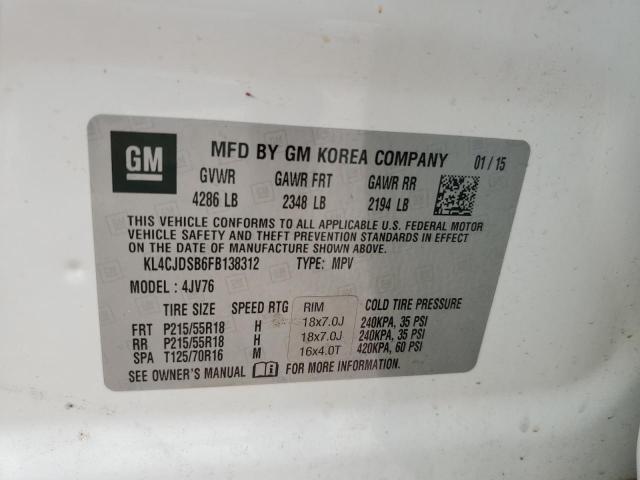 GM MFD BY GM KOREA COMPANY 01 / 15
GVWR GAWR FRT GAWR RR
4286 LB 2348 LB 2194 LB
THIS VEHICLE CONFORMS TO ALL APPLICABLE U.S. FEDERAL MOTOR
VEHICLE SAFETY AND THEFT PREVENTION STANDARDS IN EFFECT
ON THE DATE OF MANUFACTURE SHOWN ABOVE.
KL4CJDSB6FB138312 TYPE: MPV
MODEL : 4JV76
TIRE SIZE SPEED RTG RIM COLD TIRE PRESSURE
FRT P215/55R18 H 18x7.0J 240KPA, 35 PSI
RR P215/55R18 H 18x7.0J 240KPA, 35 PSI
SPA T125/70R16 M 16x4.0T 420KPA, 60 PSI
SEE OWNER'S MANUAL FOR MORE INFORMATION.